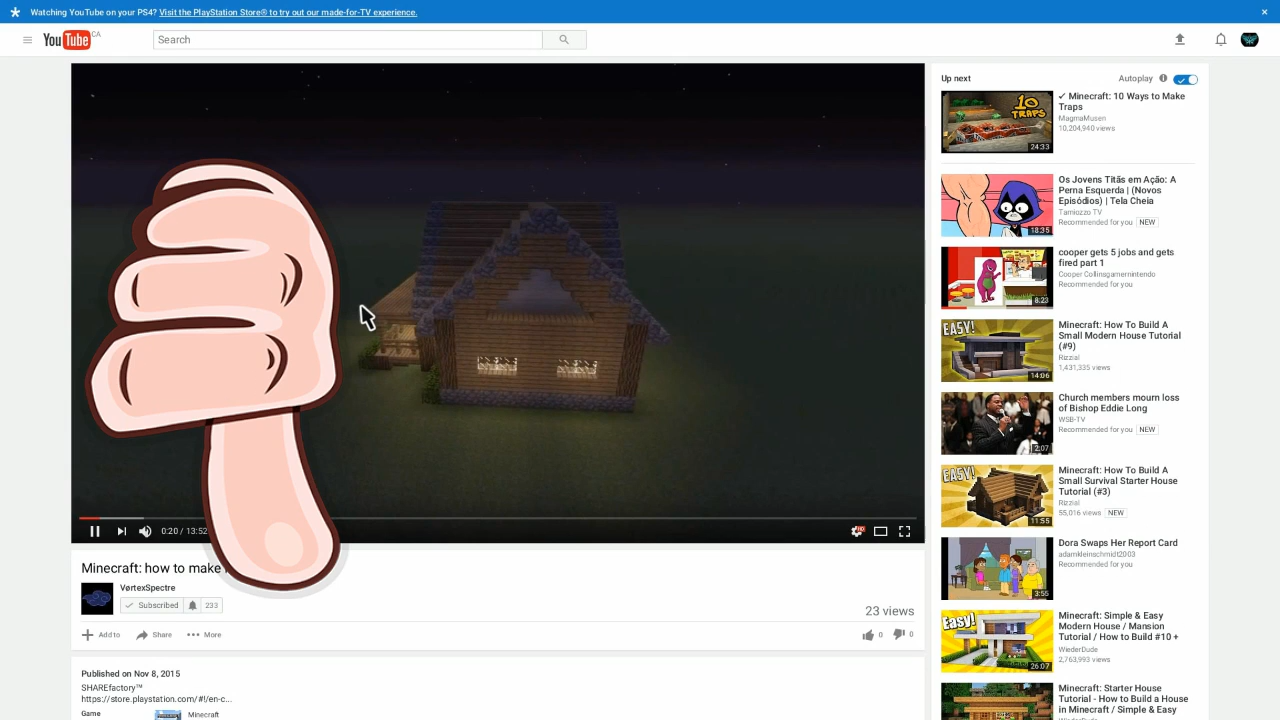 Watching YouTube on your PS4? Visit the PlayStation Store® to try out our made-for-TV experience.
YouTube CA
Search
Up next
Autoplay
10 TRAPS
24:33
✓ Minecraft: 10 Ways to Make
Traps
MagmaMusen
10,204,940 views
18:35
Os Jovens Titãs em Ação: A
Perna Esquerda | (Novos
Episódios) | Tela Cheia
Tamiozzo TV
Recommended for you NEW
8:23
cooper gets 5 jobs and gets
fired part 1
Cooper Collinsgamernintendo
Recommended for you
EASY!
14:06
Minecraft: How To Build A
Small Modern House Tutorial
(#9)
Rizzial
1,431,335 views
2:07
Church members mourn loss
of Bishop Eddie Long
WSB-TV
Recommended for you NEW
EASY!
11:55
Minecraft: How To Build A
Small Survival Starter House
Tutorial (#3)
Rizzial
55,016 views NEW
3:55
Dora Swaps Her Report Card
adamkleinschmidt2003
Recommended for you
Easy!
26:07
Minecraft: Simple & Easy
Modern House / Mansion
Tutorial / How to Build #10 +
WiederDude
2,763,993 views
Minecraft: Starter House
Tutorial - How to Build a House
in Minecraft / Simple & Easy
0:20 / 13:52
HD
Minecraft: how to make
VørtexSpectre
Subscribed 233
23 views
Add to Share More
0 0
Published on Nov 8, 2015
SHAREfactory™
https://store.playstation.com/#!/en-c...
Game Minecraft